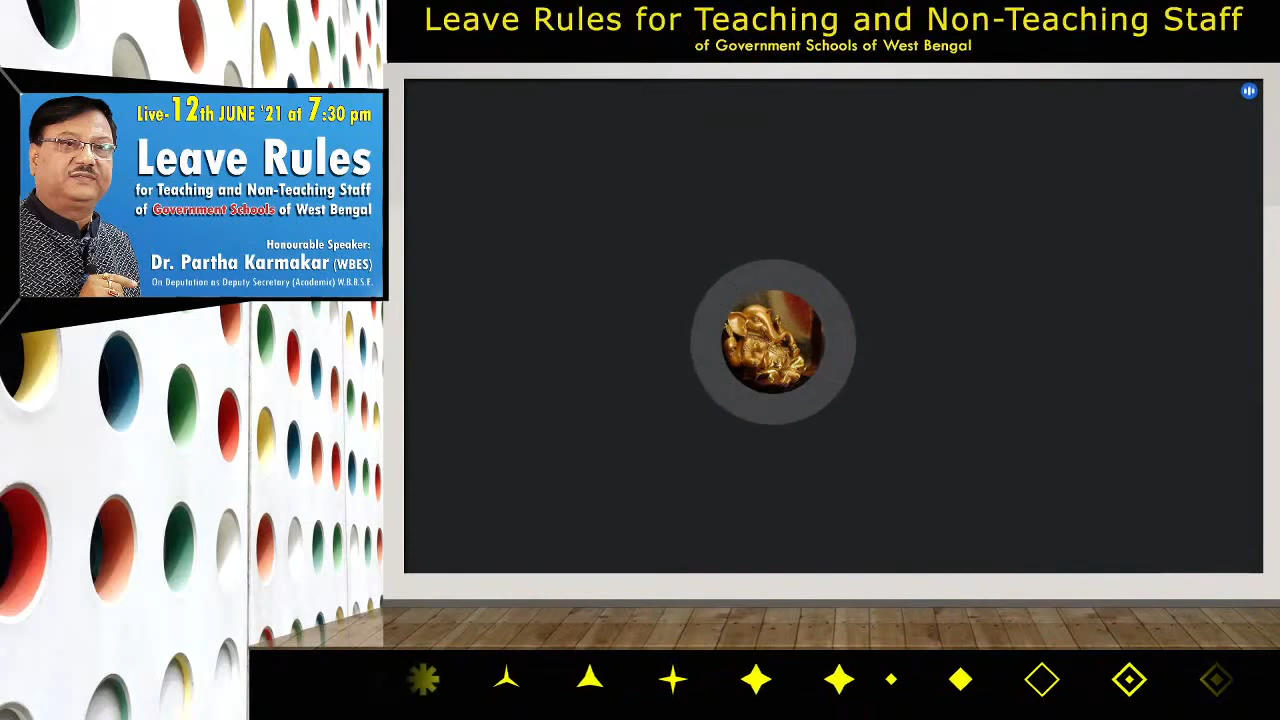 Leave Rules for Teaching and Non-Teaching Staff
of Government Schools of West Bengal
Live-12th JUNE '21 at 7:30 pm
Leave Rules
for Teaching and Non-Teaching Staff
of Government Schools of West Bengal
Honourable Speaker:
Dr. Partha Karmakar (WBES)
On Deputation as Deputy Secretary (Academic) W.B.B.S.E.